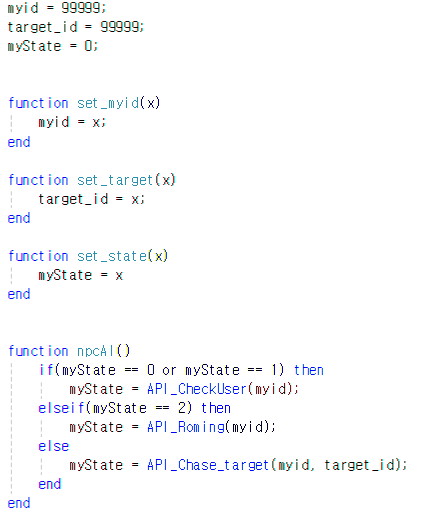 myid = 99999;
target_id = 99999;
myState = 0;
function set_myid(x)
myid = x;
end
function set_target(x)
target_id = x;
end
function set_state(x)
myState = x
end
function npcAI()
if(myState == 0 or myState == 1) then
myState = API_CheckUser(myid);
elseif(myState == 2) then
myState = API_Roming(myid);
else
myState = API_Chase_target(myid, target_id);
end
end